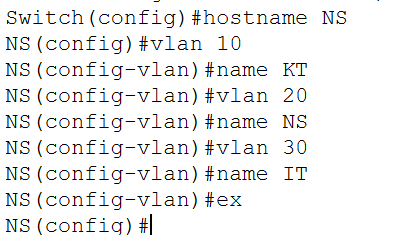 Switch(config)#hostname NS
NS(config)#vlan 10
NS(config-vlan)#name KT
NS(config-vlan)#vlan 20
NS(config-vlan)#name NS
NS(config-vlan)#vlan 30
NS(config-vlan)#name IT
NS(config-vlan)#ex
NS(config)#